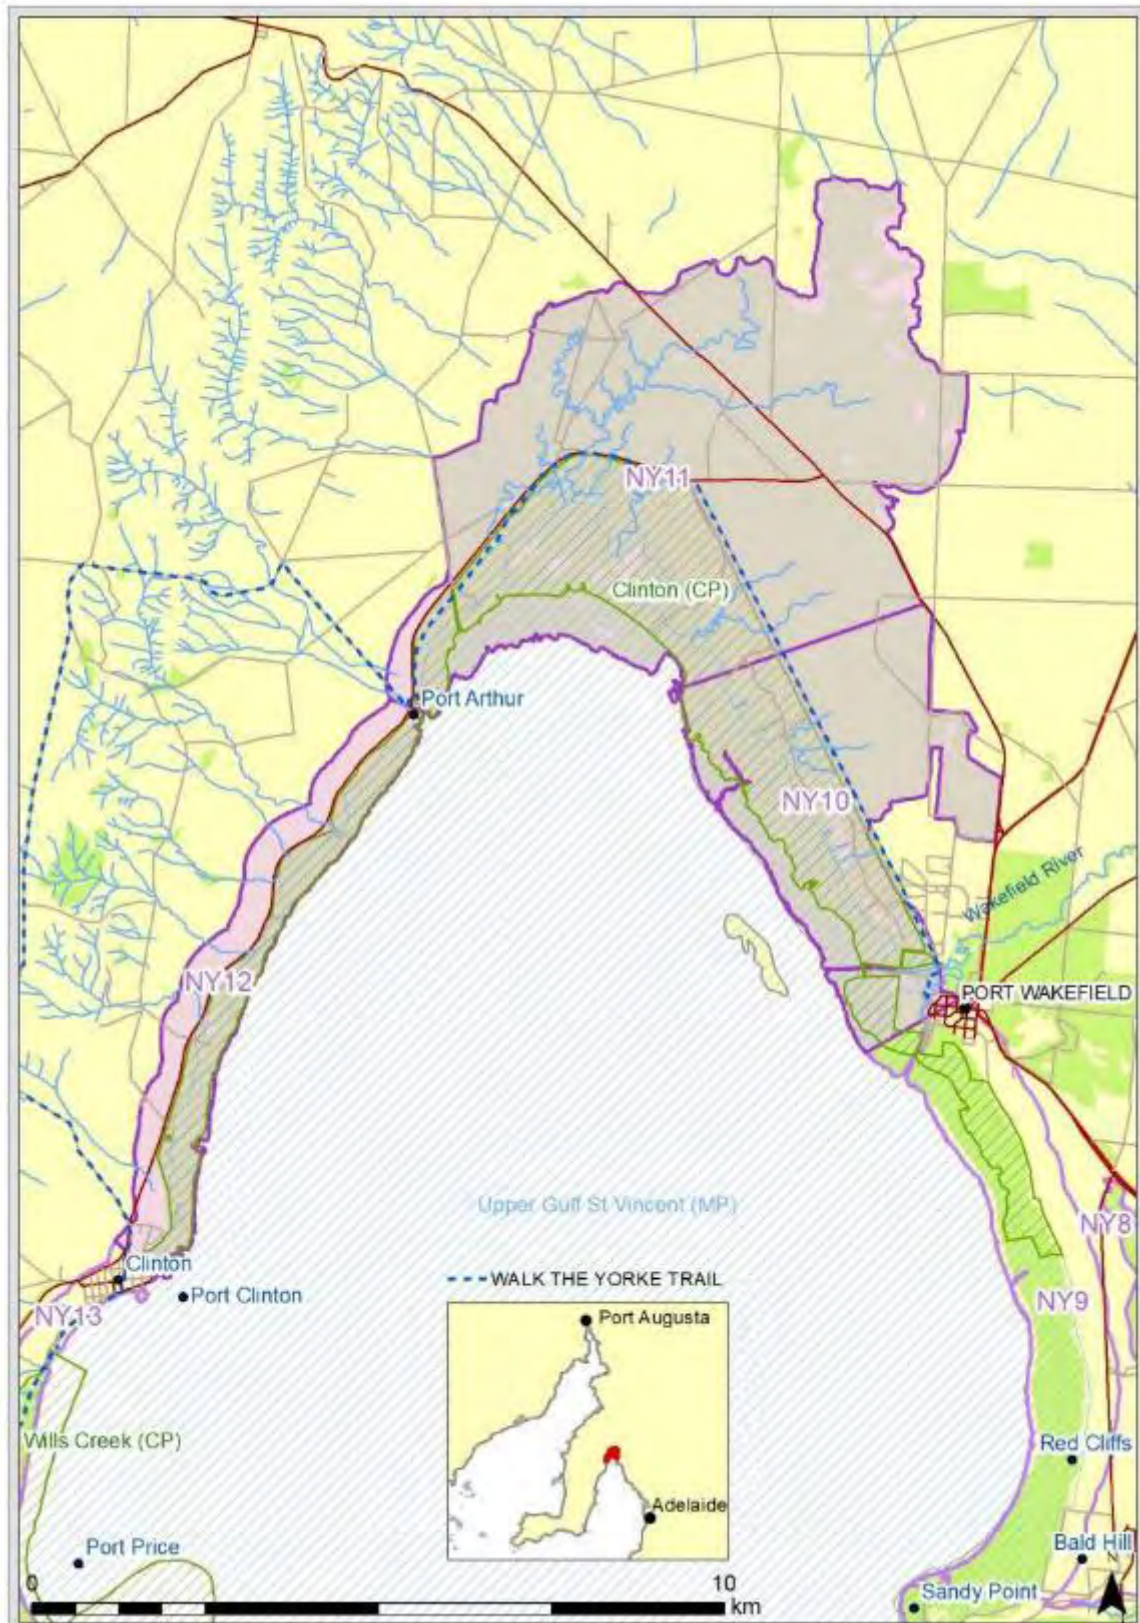 NY11
Clinton (CP)
Port Arthur
NY10
Wakefield River
NY12
PORT WAKEFIELD
Upper Gulf St Vincent (MP)
NY8
Clinton
WALK THE YORKE TRAIL
Port Clinton
NY9
NY13
Port Augusta
Wills Creek (CP)
Red Cliffs
Adelaide
Port Price
Bald Hill
N
0
10
Sandy Point
km